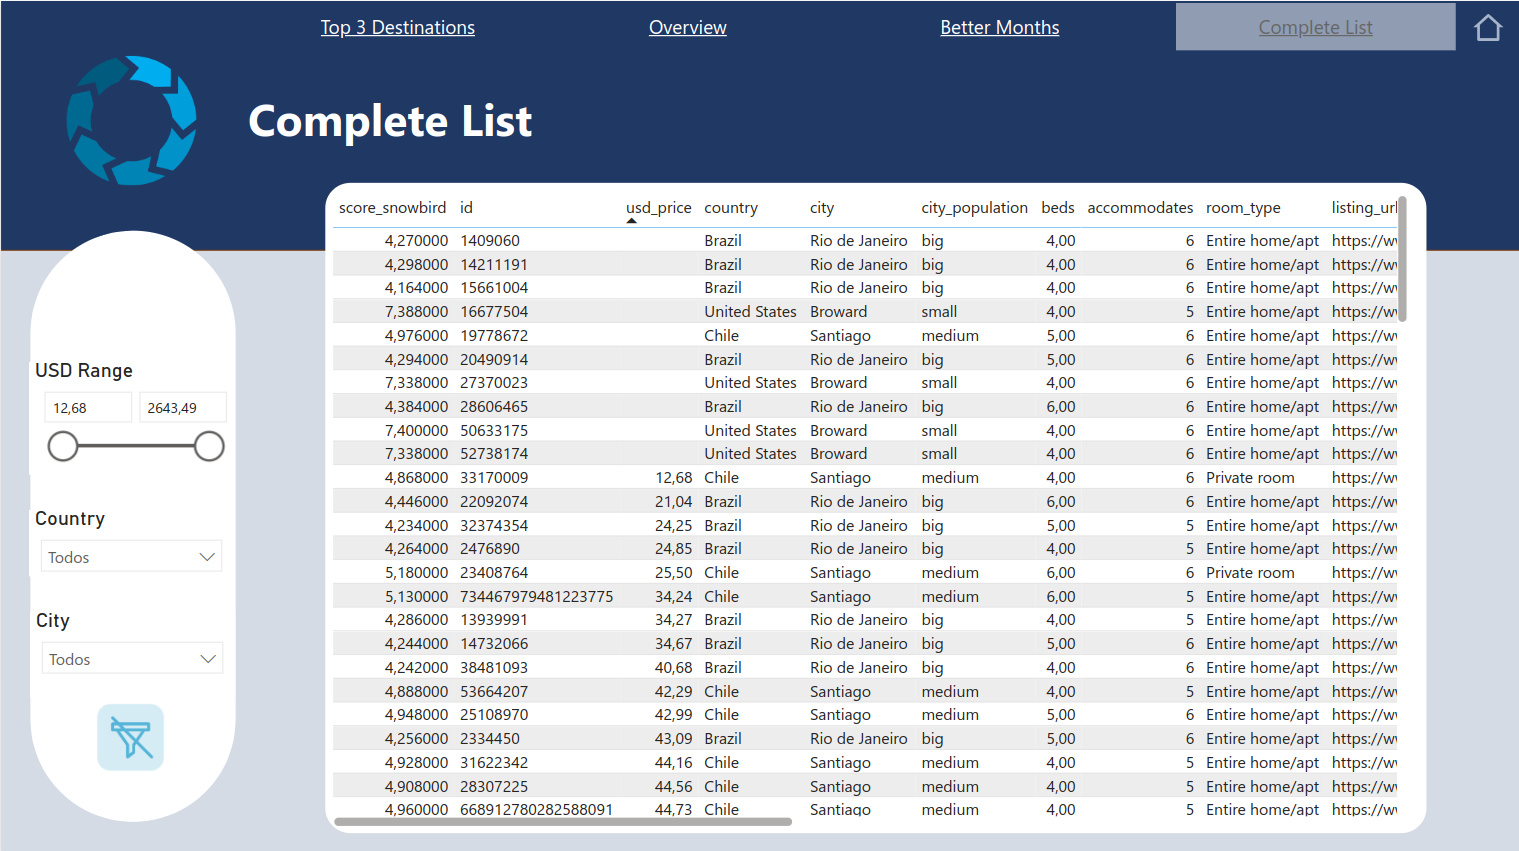 Top 3 Destinations Overview Better Months Complete List
Complete List
USD Range
12,68 2643,49
Country
Todos
City
Todos
score_snowbird id usd_price country city city_population beds accommodates room_type listing_url
4,270000 1409060 Brazil Rio de Janeiro big 4,00 6 Entire home/apt https://w
4,298000 14211191 Brazil Rio de Janeiro big 4,00 6 Entire home/apt https://w
4,164000 15661004 Brazil Rio de Janeiro big 4,00 6 Entire home/apt https://w
7,388000 16677504 United States Broward small 4,00 5 Entire home/apt https://w
4,976000 19778672 Chile Santiago medium 5,00 6 Entire home/apt https://w
4,294000 20490914 Brazil Rio de Janeiro big 5,00 6 Entire home/apt https://w
7,338000 27370023 United States Broward small 4,00 6 Entire home/apt https://w
4,384000 28606465 Brazil Rio de Janeiro big 6,00 6 Entire home/apt https://w
7,400000 50633175 United States Broward small 4,00 6 Entire home/apt https://w
7,338000 52738174 United States Broward small 4,00 6 Entire home/apt https://w
4,868000 33170009 12,68 Chile Santiago medium 4,00 6 Private room https://w
4,446000 22092074 21,04 Brazil Rio de Janeiro big 6,00 6 Entire home/apt https://w
4,234000 32374354 24,25 Brazil Rio de Janeiro big 5,00 5 Entire home/apt https://w
4,264000 2476890 24,85 Brazil Rio de Janeiro big 4,00 5 Entire home/apt https://w
5,180000 23408764 25,50 Chile Santiago medium 6,00 6 Private room https://w
5,130000 734467979481223775 34,24 Chile Santiago medium 6,00 5 Entire home/apt https://w
4,286000 13939991 34,27 Brazil Rio de Janeiro big 4,00 5 Entire home/apt https://w
4,244000 14732066 34,67 Brazil Rio de Janeiro big 5,00 6 Entire home/apt https://w
4,242000 38481093 40,68 Brazil Rio de Janeiro big 4,00 6 Entire home/apt https://w
4,888000 53664207 42,29 Chile Santiago medium 4,00 5 Entire home/apt https://w
4,948000 25108970 42,99 Chile Santiago medium 5,00 6 Entire home/apt https://w
4,256000 2334450 43,09 Brazil Rio de Janeiro big 5,00 6 Entire home/apt https://w
4,928000 31622342 44,16 Chile Santiago medium 4,00 5 Entire home/apt https://w
4,908000 28307225 44,56 Chile Santiago medium 4,00 5 Entire home/apt https://w
4,960000 668912780282588091 44,73 Chile Santiago medium 4,00 5 Entire home/apt https://w